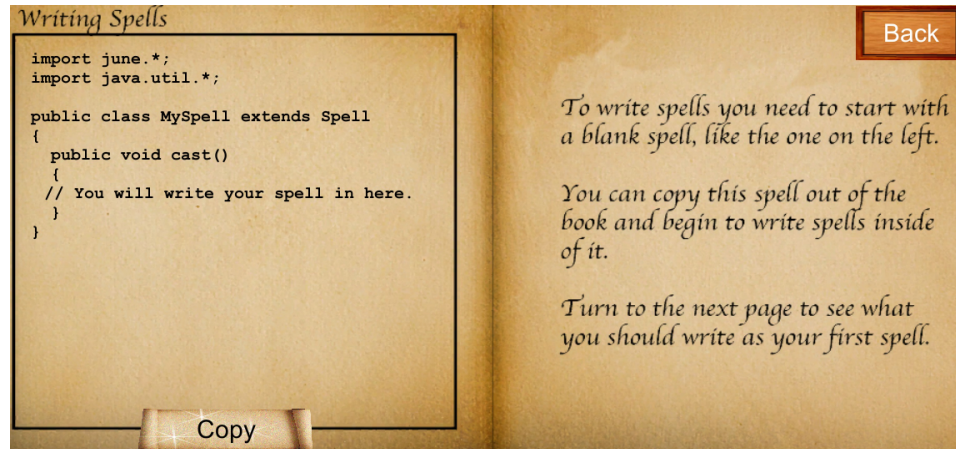 Writing Spells
import june.*;
import java.util.*;
public class MySpell extends Spell
{
public void cast()
{
// You will write your spell in here.
}
}
Copy
Back
To write spells you need to start with
a blank spell, like the one on the left.
You can copy this spell out of the
book and begin to write spells inside
of it.
Turn to the next page to see what
you should write as your first spell.